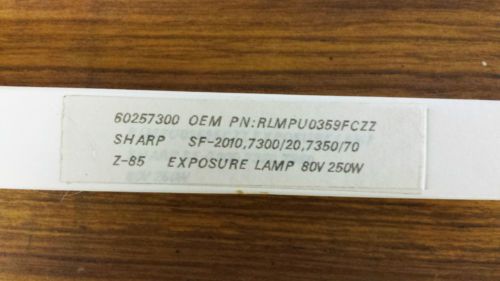 60257300 OEM PN:RLMPU0359FCZZ
SHARP SF-2010,7300/20,7350/70
Z-85 EXPOSURE LAMP 80V 250W